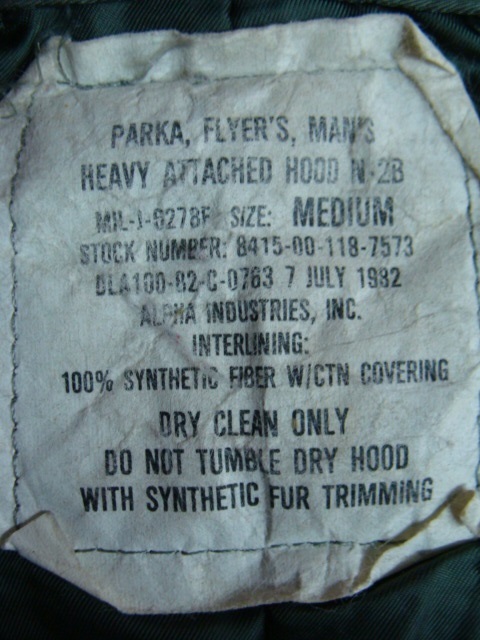 PARKA, FLYER'S, MAN'S
HEAVY ATTACHED HOOD N-2B
MIL-J-6278F SIZE: MEDIUM
STOCK NUMBER: 8415-00-118-7573
DLA100-82-C-0763 7 JULY 1982
ALPHA INDUSTRIES, INC.
INTERLINING:
100% SYNTHETIC FIBER W/CTN COVERING
DRY CLEAN ONLY
DO NOT TUMBLE DRY HOOD
WITH SYNTHETIC FUR TRIMMING